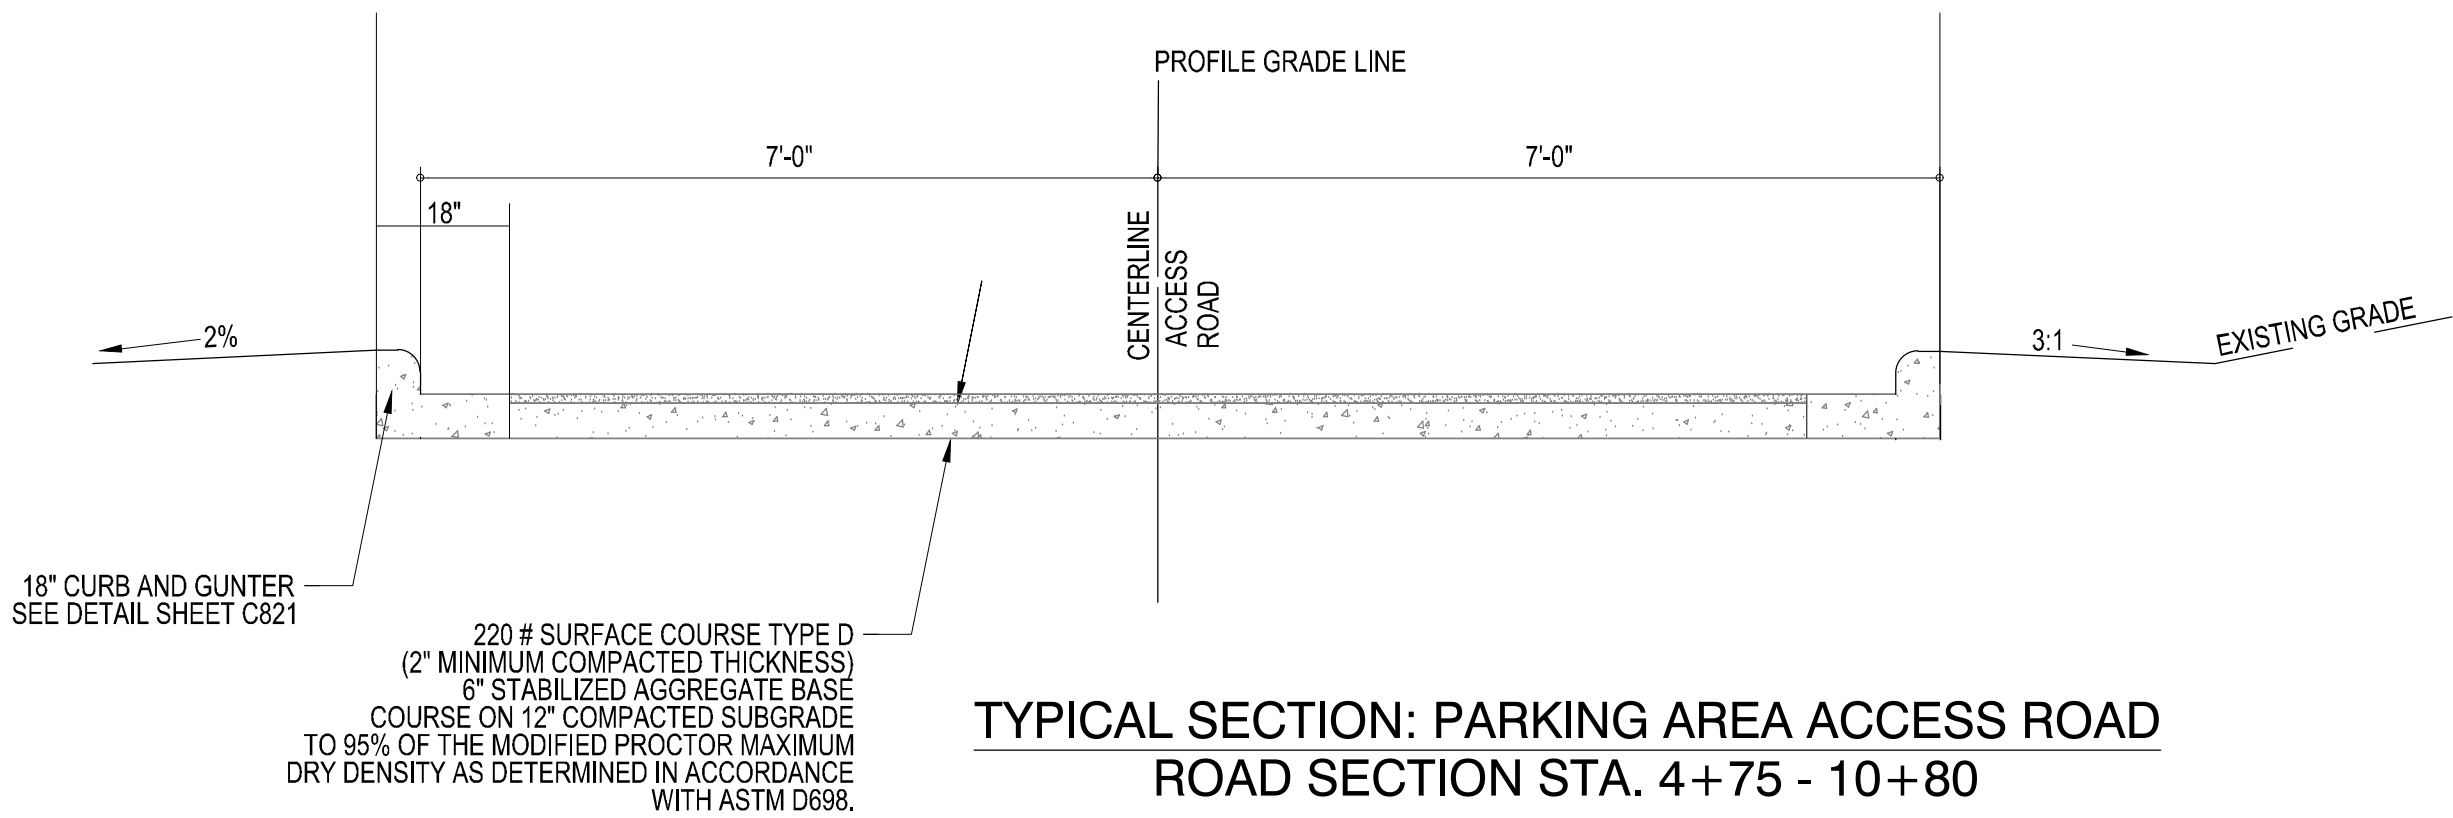 PROFILE GRADE LINE
7'-0"
7'-0"
18"
CENTERLINE
ACCESS
ROAD
2%
3:1
EXISTING GRADE
18" CURB AND GUNTER
SEE DETAIL SHEET C821
220 # SURFACE COURSE TYPE D
(2" MINIMUM COMPACTED THICKNESS)
6" STABILIZED AGGREGATE BASE
COURSE ON 12" COMPACTED SUBGRADE
TO 95% OF THE MODIFIED PROCTOR MAXIMUM
DRY DENSITY AS DETERMINED IN ACCORDANCE
WITH ASTM D698.
TYPICAL SECTION: PARKING AREA ACCESS ROAD
ROAD SECTION STA. 4+75 - 10+80